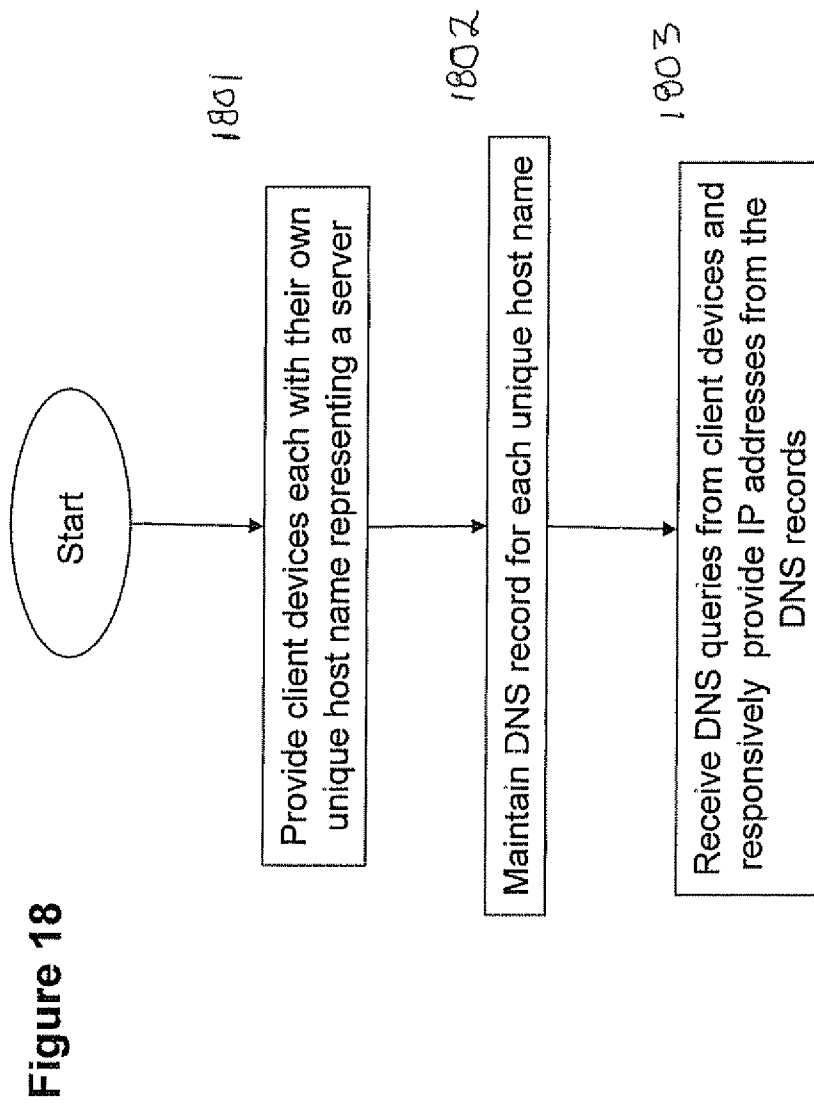 Figure 18
Start
1801
Provide client devices each with their own
unique host name representing a server
1802
Maintain DNS record for each unique host name
1803
Receive DNS queries from client devices and
responsively provide IP addresses from the
DNS records